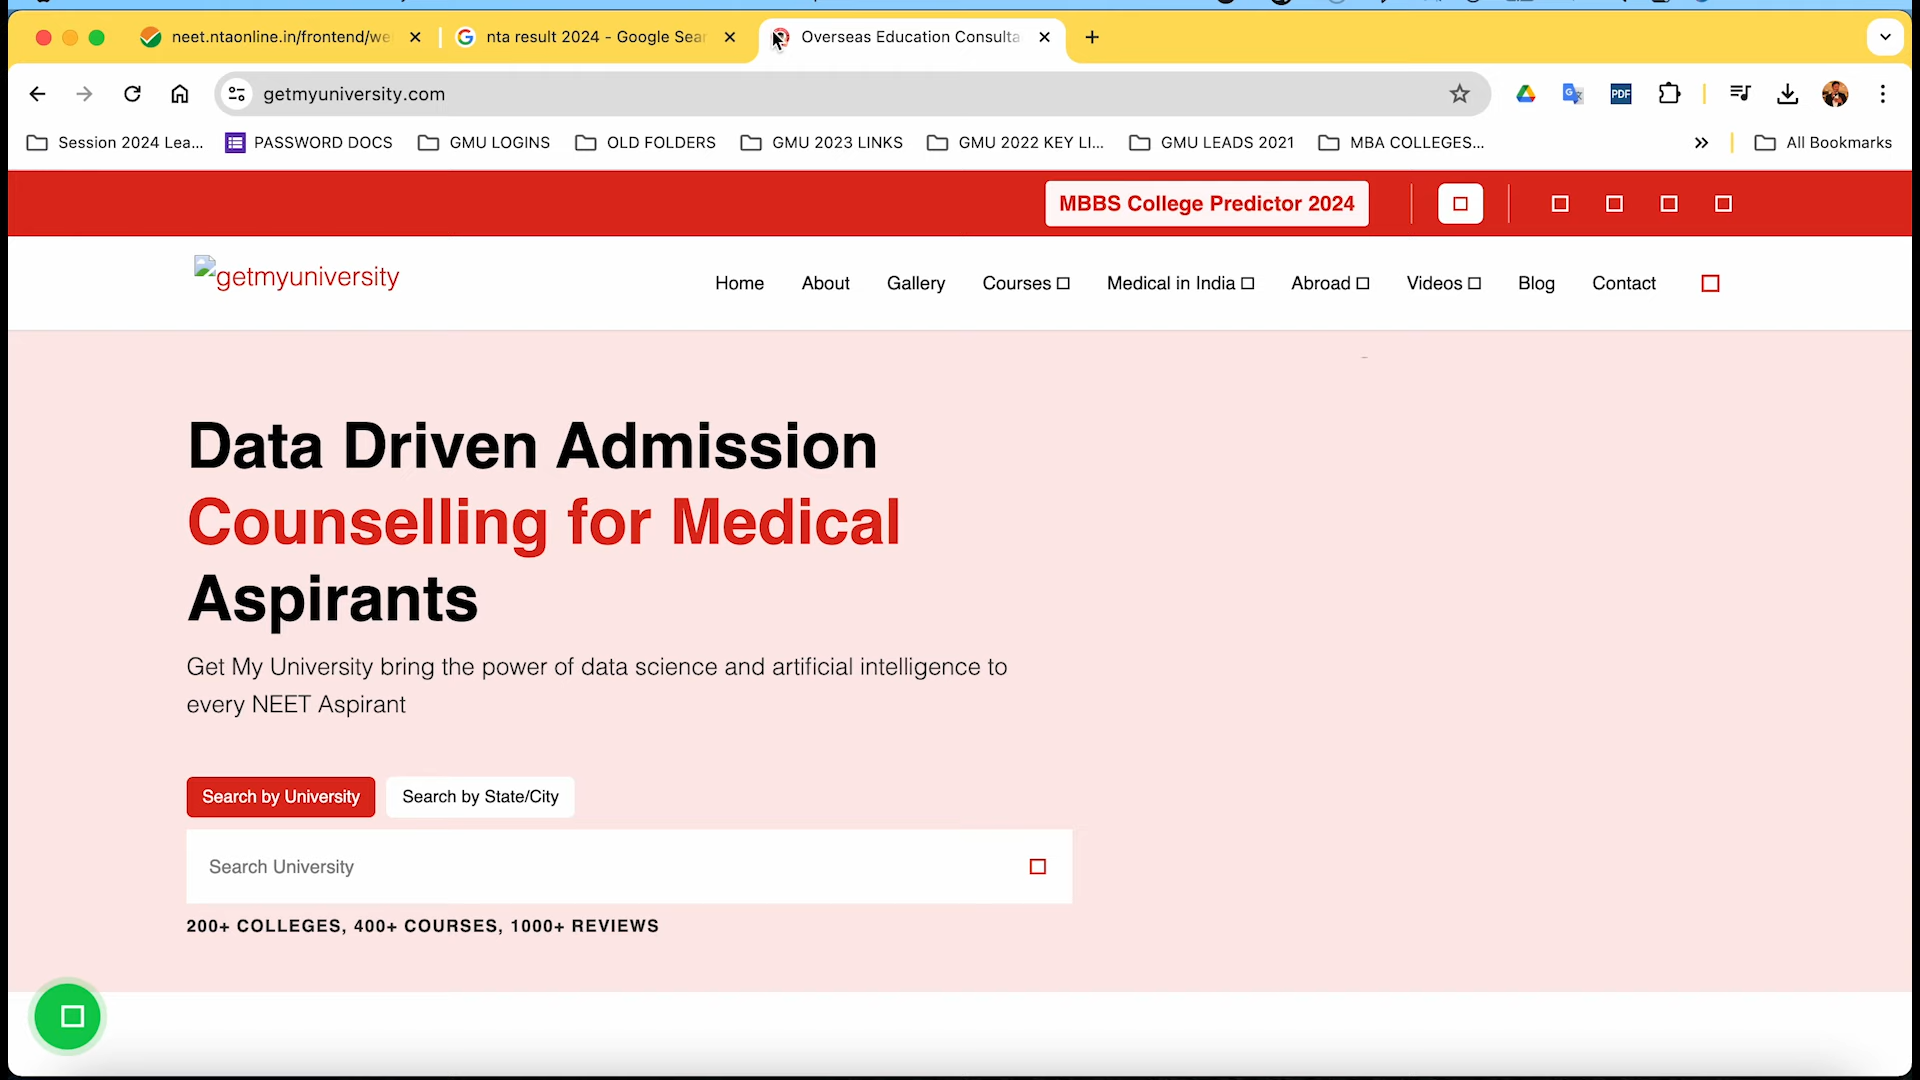 neet.ntaonline.in/frontend/we
nta result 2024 - Google Sear
Overseas Education Consulta
getmyuniversity.com
Session 2024 Lea...
PASSWORD DOCS
GMU LOGINS
OLD FOLDERS
GMU 2023 LINKS
GMU 2022 KEY LI...
GMU LEADS 2021
MBA COLLEGES...
All Bookmarks
MBBS College Predictor 2024
getmyuniversity
Home
About
Gallery
Courses
Medical in India
Abroad
Videos
Blog
Contact
Data Driven Admission
Counselling for Medical
Aspirants
Get My University bring the power of data science and artificial intelligence to
every NEET Aspirant
Search by University
Search by State/City
Search University
200+ COLLEGES, 400+ COURSES, 1000+ REVIEWS
PDF